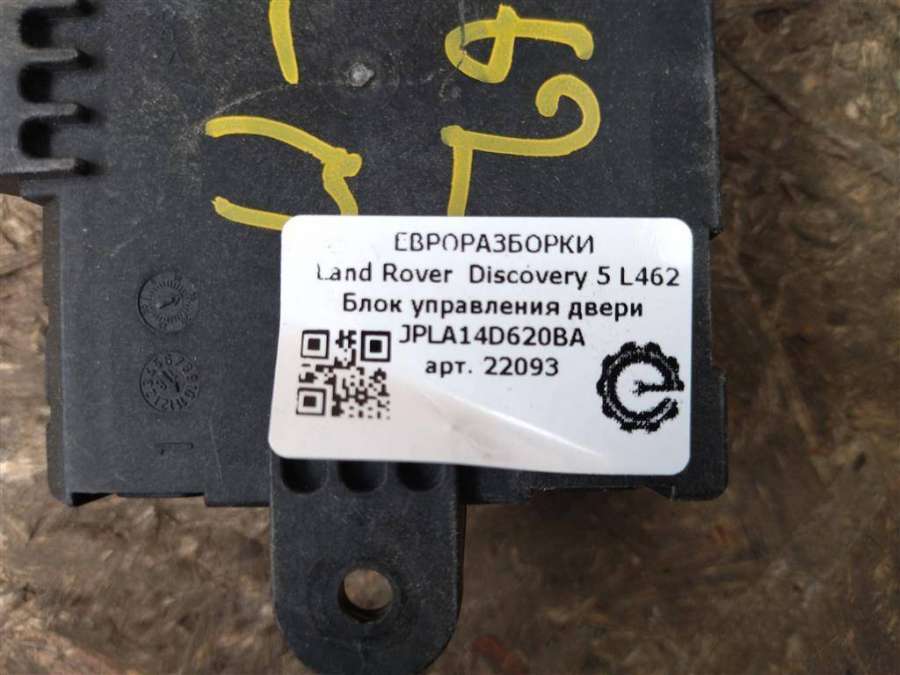 ЕВРОРАЗБОРКИ
Land Rover Discovery 5 L462
Блок управления двери
JPLA14D620BA
арт. 22093